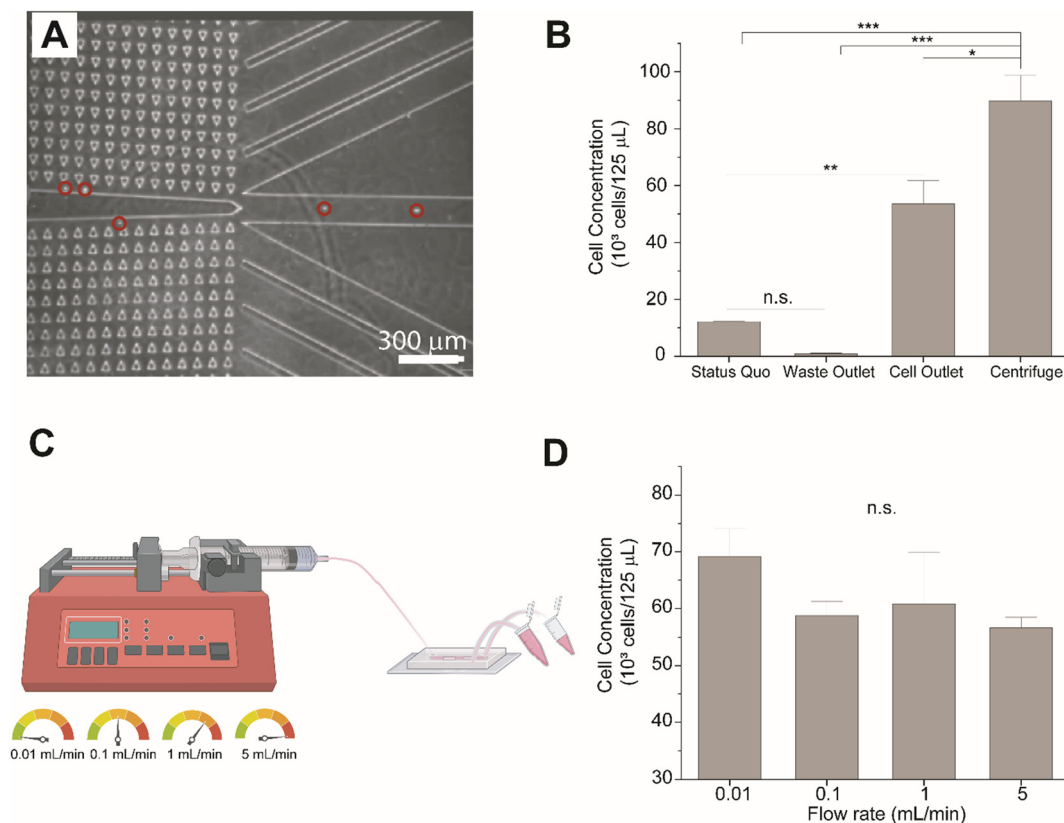 A
300 μm
B
Cell Concentration
(10³ cells/125 μL)
100
80
60
40
20
0
***
***
*
**
n.s.
Status Quo Waste Outlet Cell Outlet Centrifuge
C
0.01 mL/min 0.1 mL/min 1 mL/min 5 mL/min
D
Cell Concentration
(10³ cells/125 μL)
80
70
60
50
40
30
n.s.
0.01 0.1 1 5
Flow rate (mL/min)